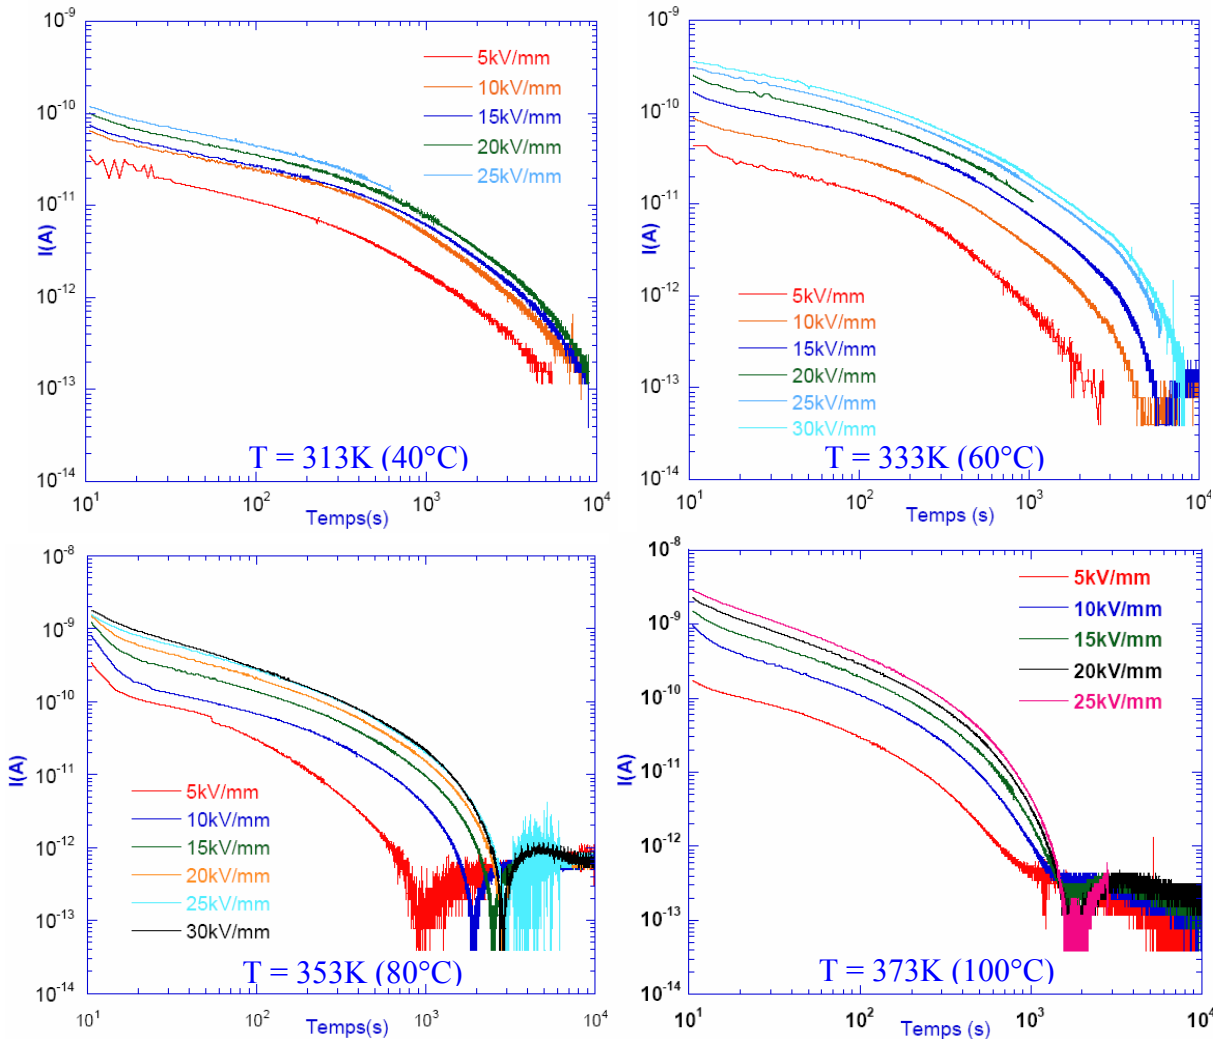 10⁻⁹
10⁻¹⁰
10⁻¹¹
10⁻¹²
10⁻¹³
10⁻¹⁴
I(A)
5kV/mm
10kV/mm
15kV/mm
20kV/mm
25kV/mm
T = 313K (40°C)
10¹ 10² 10³ 10⁴
Temps(s)
10⁻⁹
10⁻¹⁰
10⁻¹¹
10⁻¹²
10⁻¹³
10⁻¹⁴
I(A)
5kV/mm
10kV/mm
15kV/mm
20kV/mm
25kV/mm
30kV/mm
T = 333K (60°C)
10¹ 10² 10³ 10⁴
Temps (s)
10⁻⁸
10⁻⁹
10⁻¹⁰
10⁻¹¹
10⁻¹²
10⁻¹³
10⁻¹⁴
I(A)
5kV/mm
10kV/mm
15kV/mm
20kV/mm
25kV/mm
30kV/mm
T = 353K (80°C)
10¹ 10² 10³ 10⁴
Temps(s)
10⁻⁸
10⁻⁹
10⁻¹⁰
10⁻¹¹
10⁻¹²
10⁻¹³
10⁻¹⁴
I(A)
5kV/mm
10kV/mm
15kV/mm
20kV/mm
25kV/mm
T = 373K (100°C)
10¹ 10² 10³ 10⁴
Temps (s)